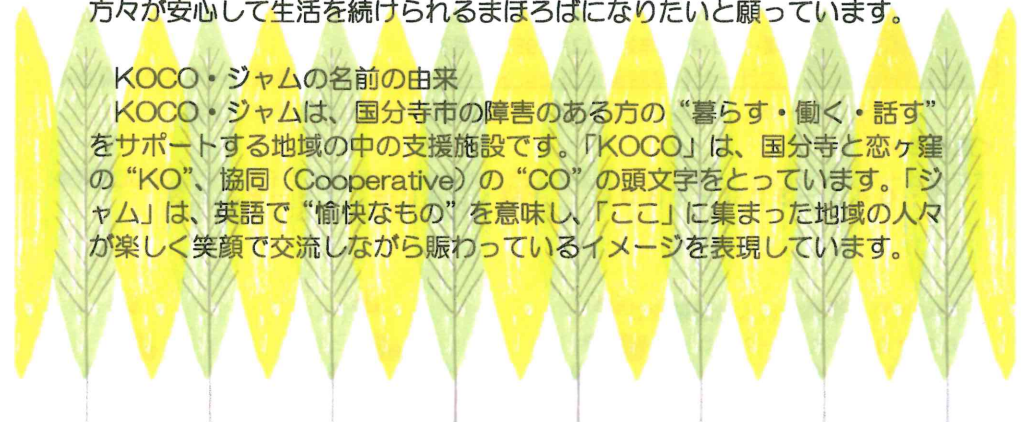 方々が安心して生活を続けられるまほろばになりたいと願っています。
KOCO・ジャムの名前の由来
KOCO・ジャムは、国分寺市の障害のある方の“暮らす・働く・話す”
をサポートする地域の中の支援施設です。「KOCO」は、国分寺と恋ヶ窪
の“KO”、協同（Cooperative）の“CO”の頭文字をとっています。「ジ
ャム」は、英語で“愉快なもの”を意味し、「ここ」に集まった地域の人々
が楽しく笑顔で交流しながら賑わっているイメージを表現しています。